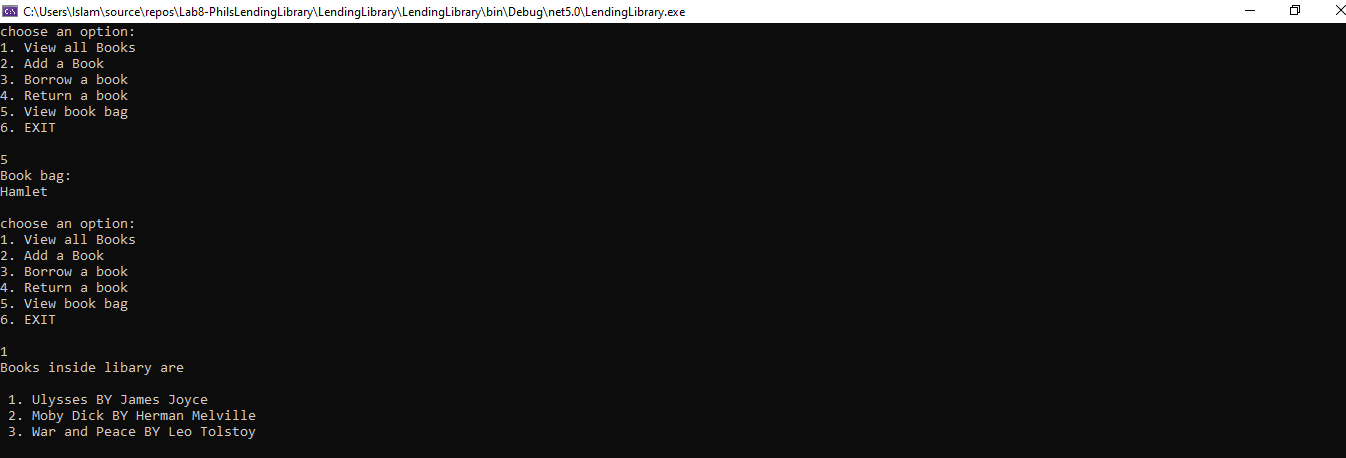 C:\Users\Islam\source\repos\Lab8-PhilsLendingLibrary\LendingLibrary\LendingLibrary\bin\Debug\net5.0\LendingLibrary.exe
choose an option:
1. View all Books
2. Add a Book
3. Borrow a book
4. Return a book
5. View book bag
6. EXIT
5
Book bag:
Hamlet
choose an option:
1. View all Books
2. Add a Book
3. Borrow a book
4. Return a book
5. View book bag
6. EXIT
1
Books inside libary are
1. Ulysses BY James Joyce
2. Moby Dick BY Herman Melville
3. War and Peace BY Leo Tolstoy